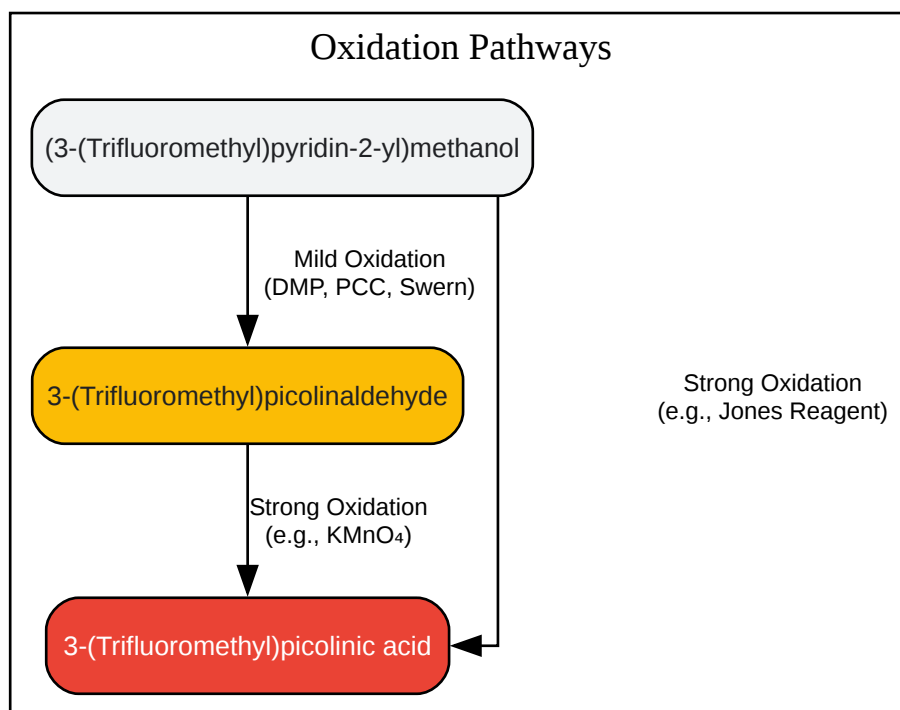 Oxidation Pathways
(3-(Trifluoromethyl)pyridin-2-yl)methanol
Mild Oxidation
(DMP, PCC, Swern)
3-(Trifluoromethyl)picolinaldehyde
Strong Oxidation
(e.g., Jones Reagent)
Strong Oxidation
(e.g., KMnO₄)
3-(Trifluoromethyl)picolinic acid